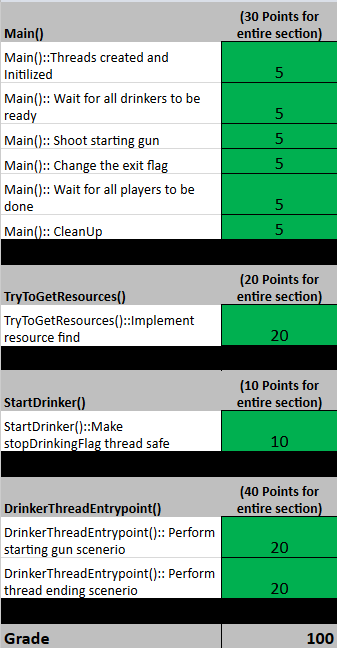 Main() (30 Points for entire section)
Main()::Threads created and Initilized 5
Main():: Wait for all drinkers to be ready 5
Main():: Shoot starting gun 5
Main():: Change the exit flag 5
Main():: Wait for all players to be done 5
Main():: CleanUp 5
TryToGetResources() (20 Points for entire section)
TryToGetResources()::Implement resource find 20
StartDrinker() (10 Points for entire section)
StartDrinker()::Make stopDrinkingFlag thread safe 10
DrinkerThreadEntrypoint() (40 Points for entire section)
DrinkerThreadEntrypoint():: Perform starting gun scenerio 20
DrinkerThreadEntrypoint():: Perform thread ending scenerio 20
Grade 100